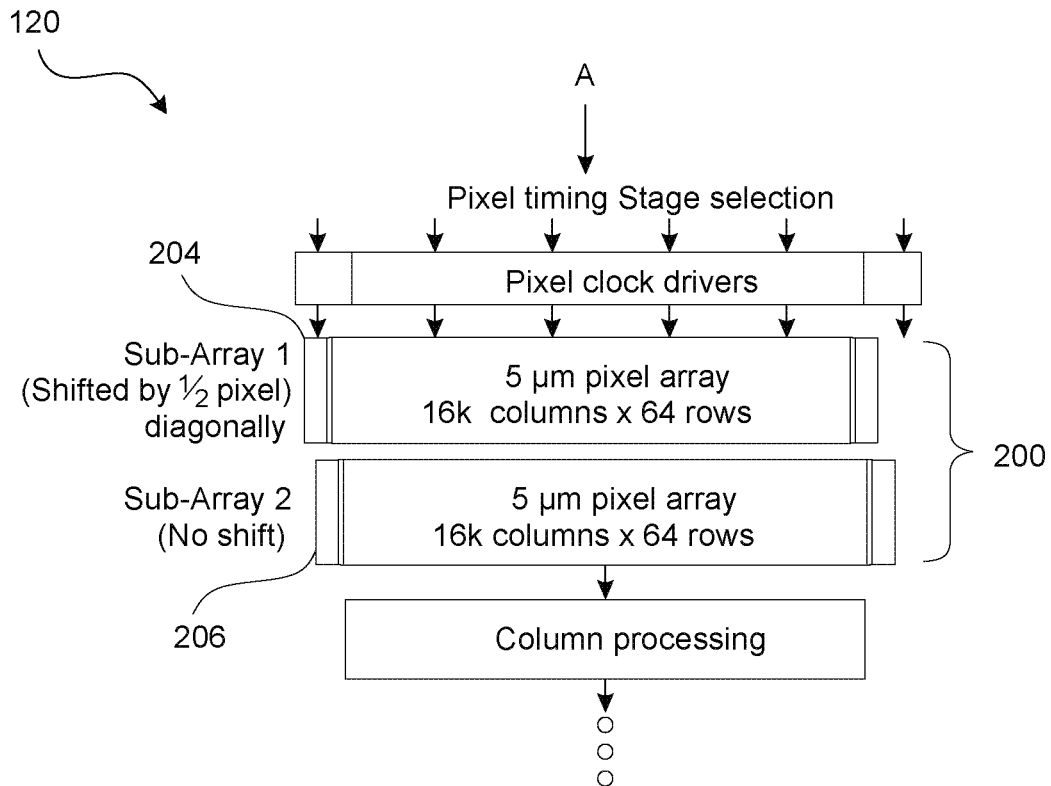 120
A
Pixel timing Stage selection
204
Pixel clock drivers
Sub-Array 1
(Shifted by ½ pixel)
diagonally
5 µm pixel array
16k columns x 64 rows
200
Sub-Array 2
(No shift)
5 µm pixel array
16k columns x 64 rows
206
Column processing